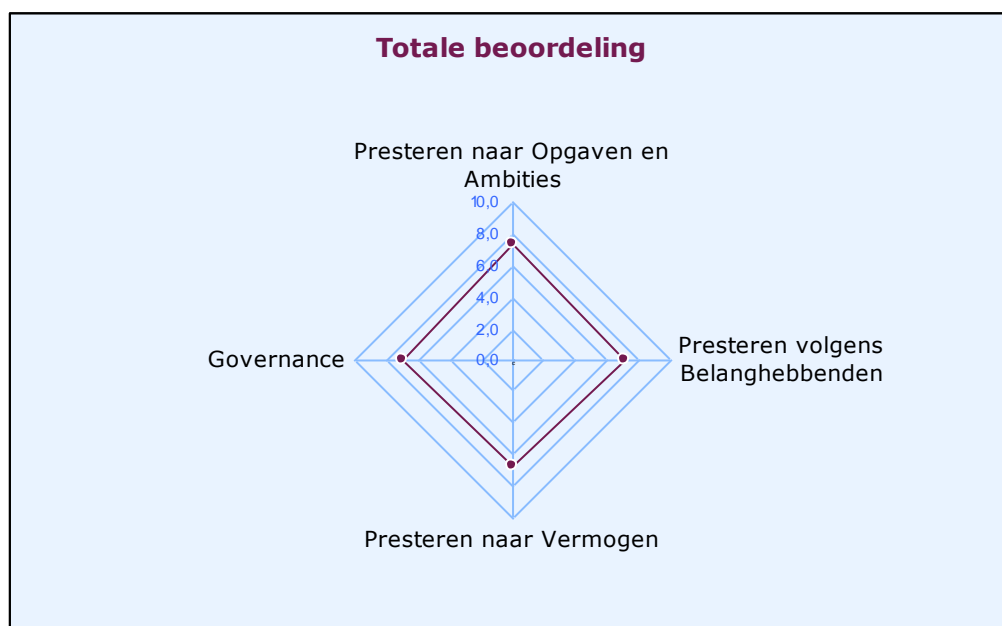 Totale beoordeling
Presteren naar Opgaven en
Ambities
10,0
8,0
6,0
4,0
2,0
0,0
Governance
Presteren volgens
Belanghebbenden
Presteren naar Vermogen